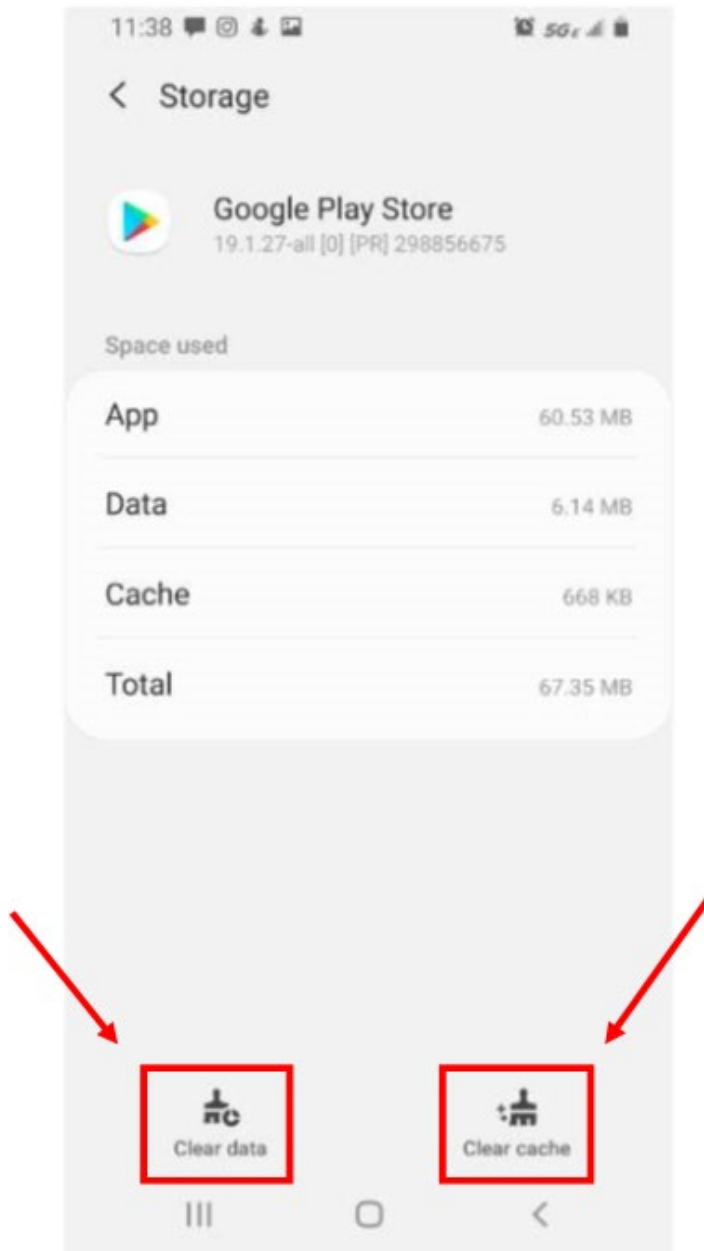 11:38 5GE
Storage
Google Play Store
19.1.27-all [0] [PR] 298856675
Space used
App 60.53 MB
Data 6.14 MB
Cache 668 KB
Total 67.35 MB
Clear data Clear cache